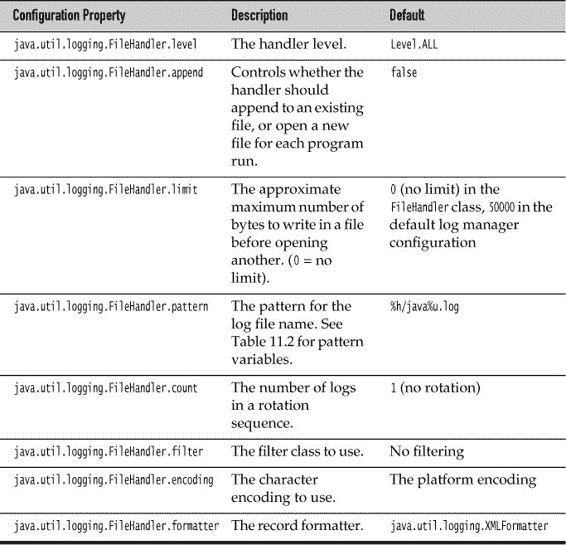 Configuration Property Description Default
java.util.logging.FileHandler.level The handler level. Level.ALL
java.util.logging.FileHandler.append Controls whether the false
handler should
append to an existing
file, or open a new
file for each program
run.
java.util.logging.FileHandler.limit The approximate 0 (no limit) in the
maximum number of FileHandler class, 50000 in the
bytes to write in a file default log manager
before opening configuration
another. (0 = no
limit).
java.util.logging.FileHandler.pattern The pattern for the %h/java%u.log
log file name. See
Table 11.2 for pattern
variables.
java.util.logging.FileHandler.count The number of logs 1 (no rotation)
in a rotation
sequence.
java.util.logging.FileHandler.filter The filter class to use. No filtering
java.util.logging.FileHandler.encoding The character The platform encoding
encoding to use.
java.util.logging.FileHandler.formatter The record formatter. java.util.logging.XMLFormatter